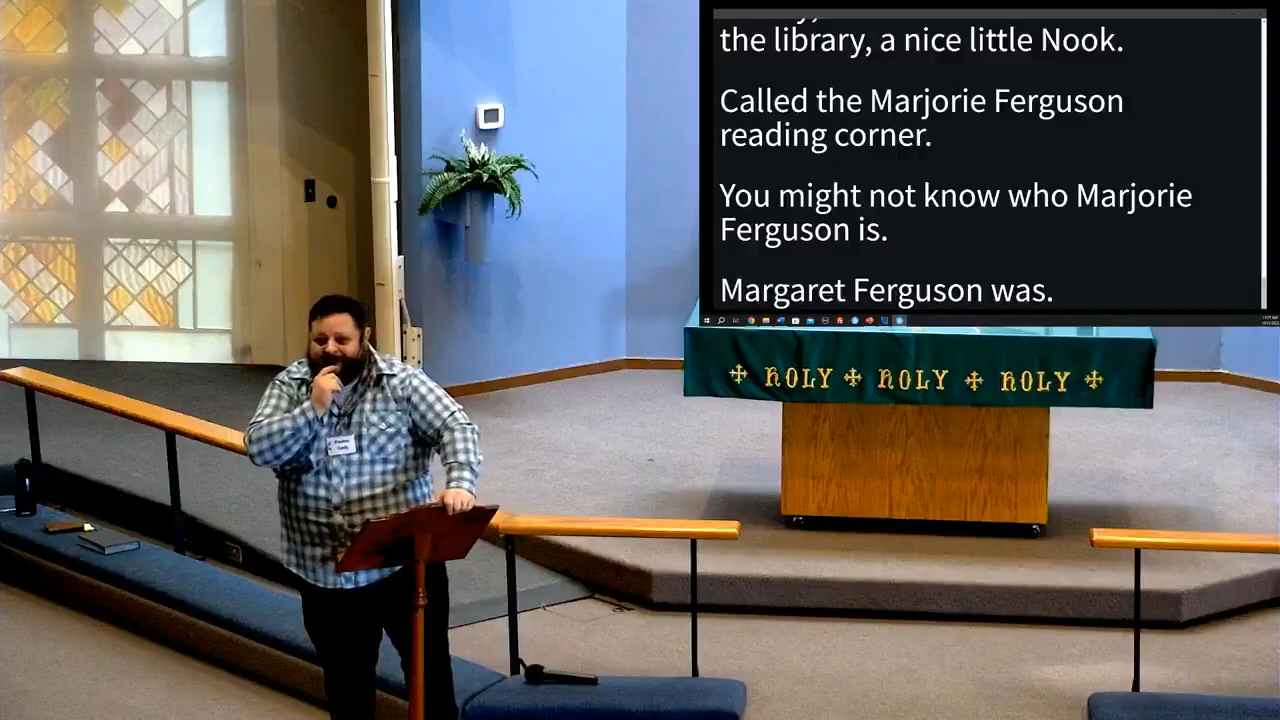 the library, a nice little Nook.
Called the Marjorie Ferguson
reading corner.
You might not know who Marjorie
Ferguson is.
Margaret Ferguson was.
HOLY HOLY HOLY